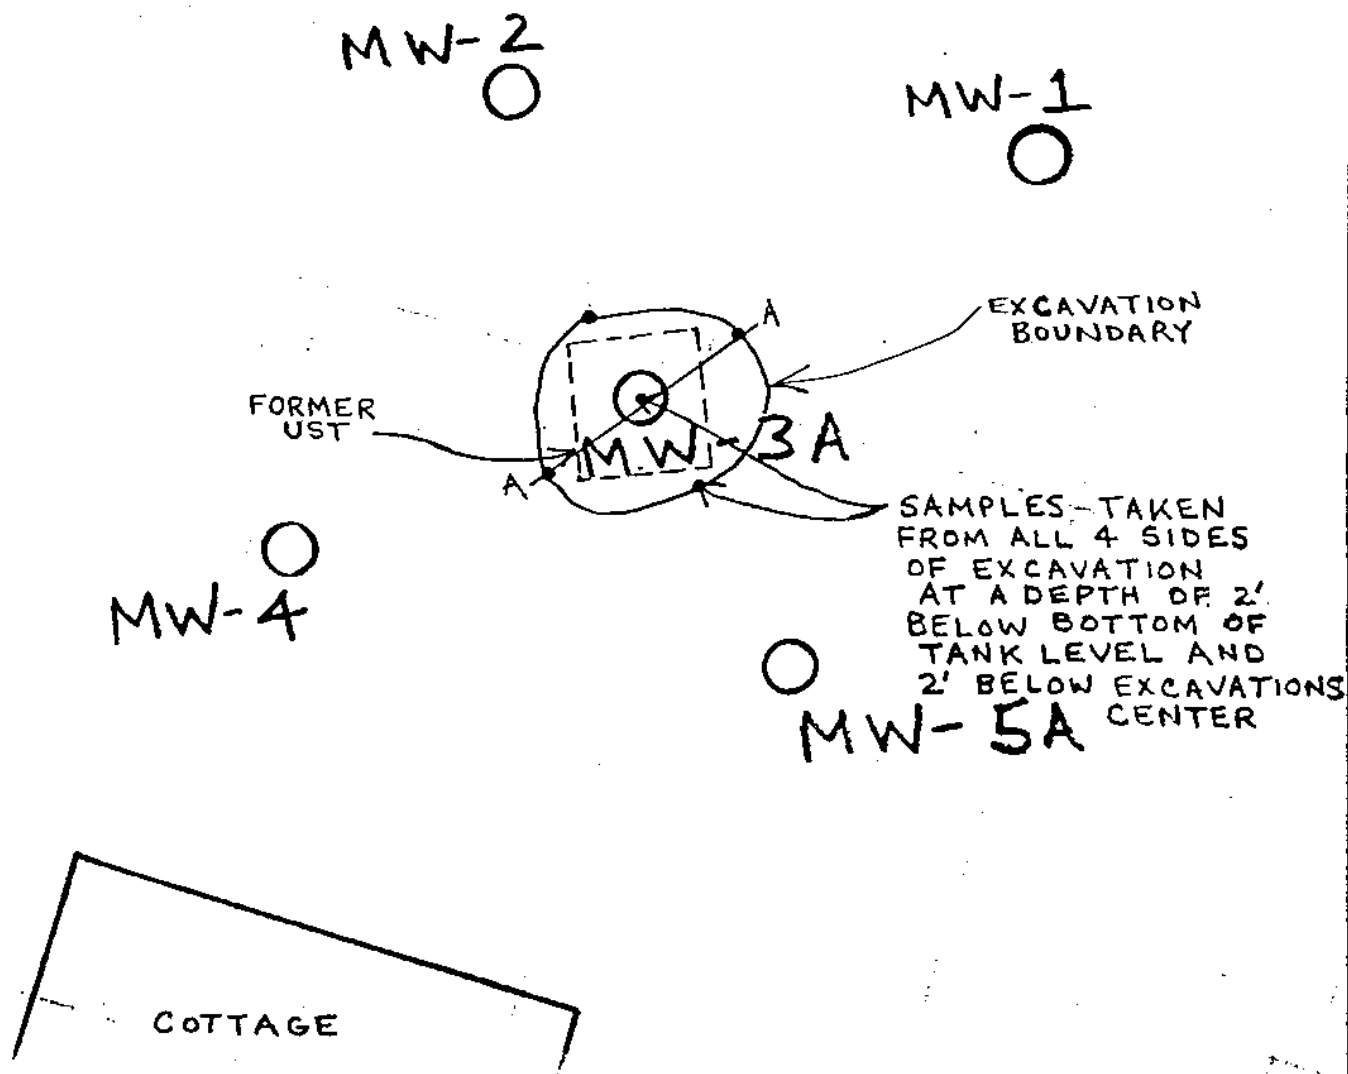 MW-2
MW-1
A
EXCAVATION
BOUNDARY
FORMER
UST
MW-3A
A
SAMPLES-TAKEN
FROM ALL 4 SIDES
OF EXCAVATION
AT A DEPTH OF 2'
BELOW BOTTOM OF
TANK LEVEL AND
2' BELOW EXCAVATIONS
CENTER
MW-4
MW-5A
COTTAGE